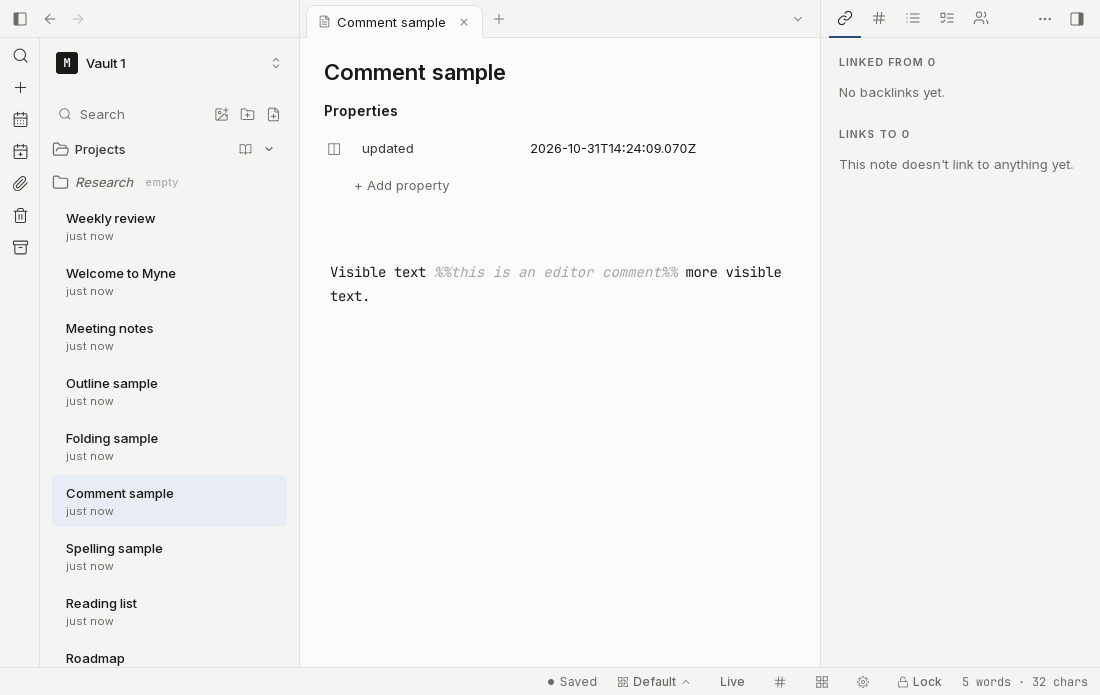 Comment sample
M Vault 1
Search
Projects
Research empty
Weekly review
just now
Welcome to Myne
just now
Meeting notes
just now
Outline sample
just now
Folding sample
just now
Comment sample
just now
Spelling sample
just now
Reading list
just now
Roadmap
Comment sample
Properties
updated 2026-10-31T14:24:09.070Z
+ Add property
Visible text %%this is an editor comment%% more visible
text.
LINKED FROM 0
No backlinks yet.
LINKS TO 0
This note doesn't link to anything yet.
Saved Default Live Lock 5 words · 32 chars